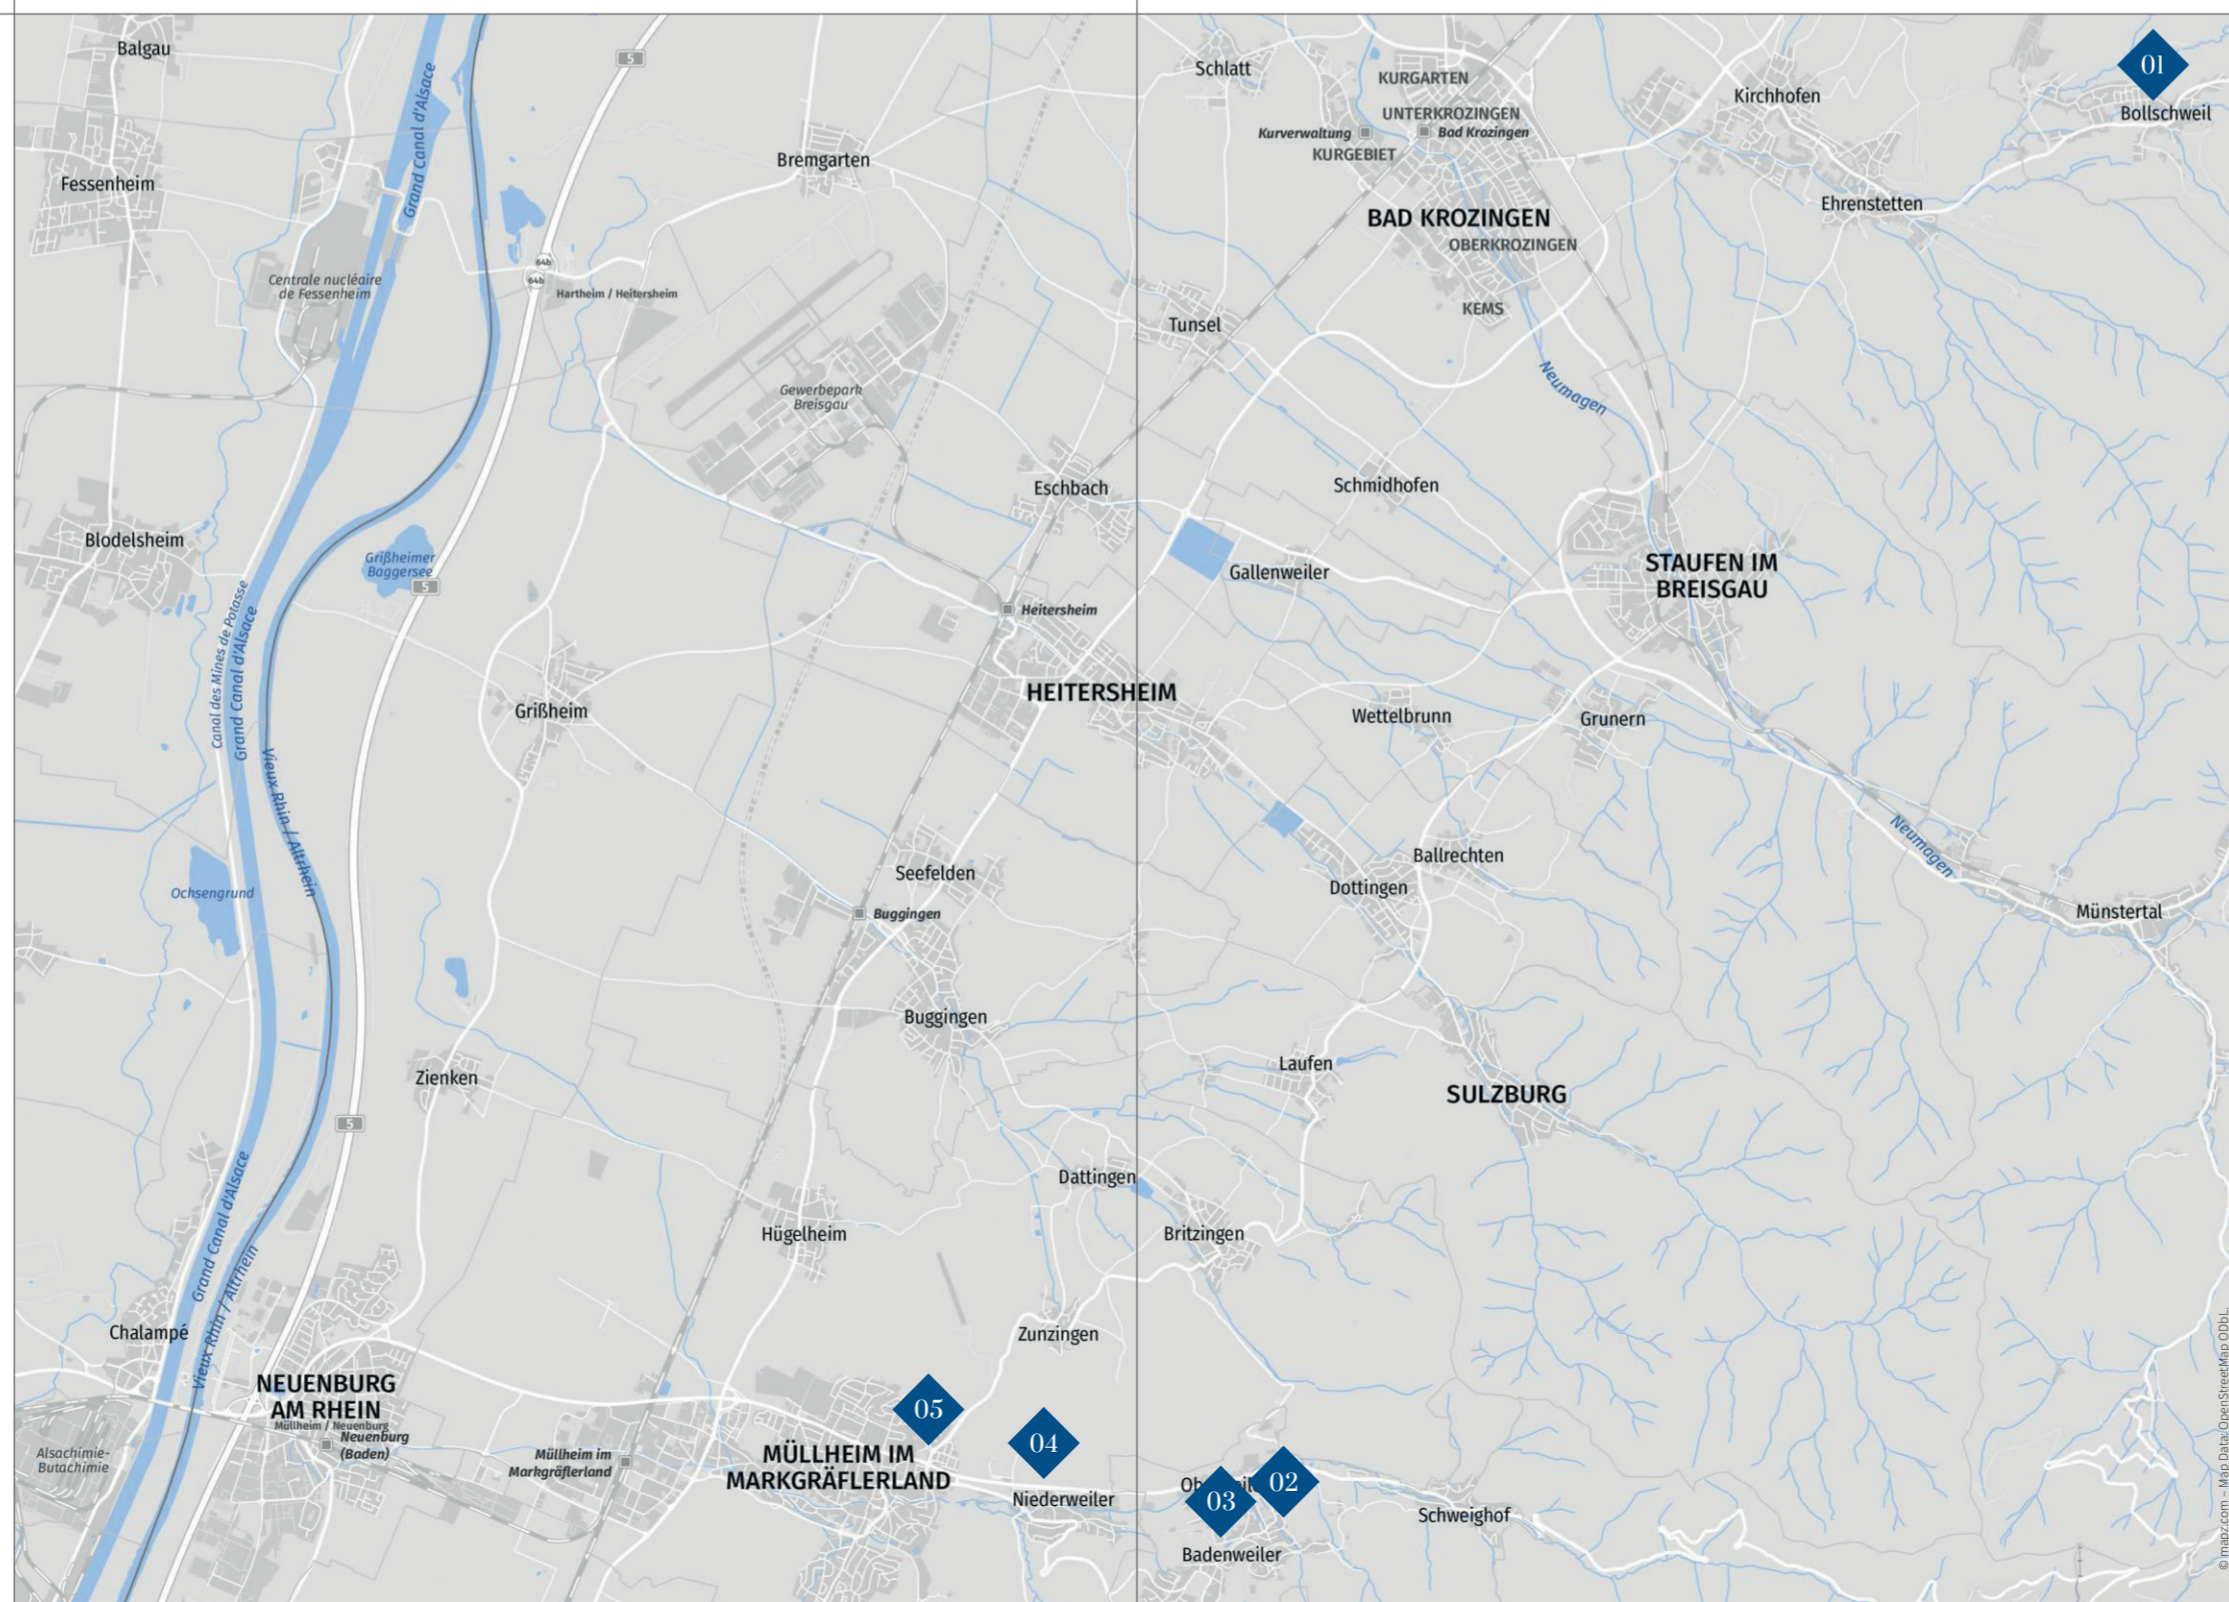 Balgau
5
Grand Canal d'Alsace
Schlatt
KURGARTEN
Kirchhofen
01
Bollschweil
UNTERKROZINGEN
Kurverwaltung
Bad Krozingen
KURGEBIET
Bremgarten
Fessenheim
BAD KROZINGEN
OBERKROZINGEN
Ehrenstetten
64b
64b
Centrale nucléaire
de Fessenheim
Hartheim / Heitersheim
KEMS
Tunsel
Gewerbepark
Breisgau
Neumagen
Eschbach
Schmidhofen
Blodelsheim
Grißheimer
Baggersee
5
Gallenweiler
STAUFEN IM
BREISGAU
Heitersheim
Canal des Mines de Potasse
Grand Canal d'Alsace
HEITERSHEIM
Grißheim
Wettelbrunn
Grunern
Vieux Rhin / Altrhein
Neumagen
Seefelden
Ballrechten
Dottingen
Ochsengrund
Buggingen
Münstertal
Buggingen
Zienken
Laufen
SULZBURG
5
Dattingen
Grand Canal d'Alsace
Hügelheim
Britzingen
Vieux Rhin / Altrhein
Chalampé
Zunzingen
NEUENBURG
AM RHEIN
Müllheim / Neuenburg
Neuenburg
(Baden)
05
04
Alsachimie-
Butachimie
Müllheim im
Markgräflerland
MÜLLHEIM IM
MARKGRÄFLERLAND
02
03
Niederweiler
Schweighof
Badenweiler
© mapz.com – Map Data: OpenStreetMap ODbL.